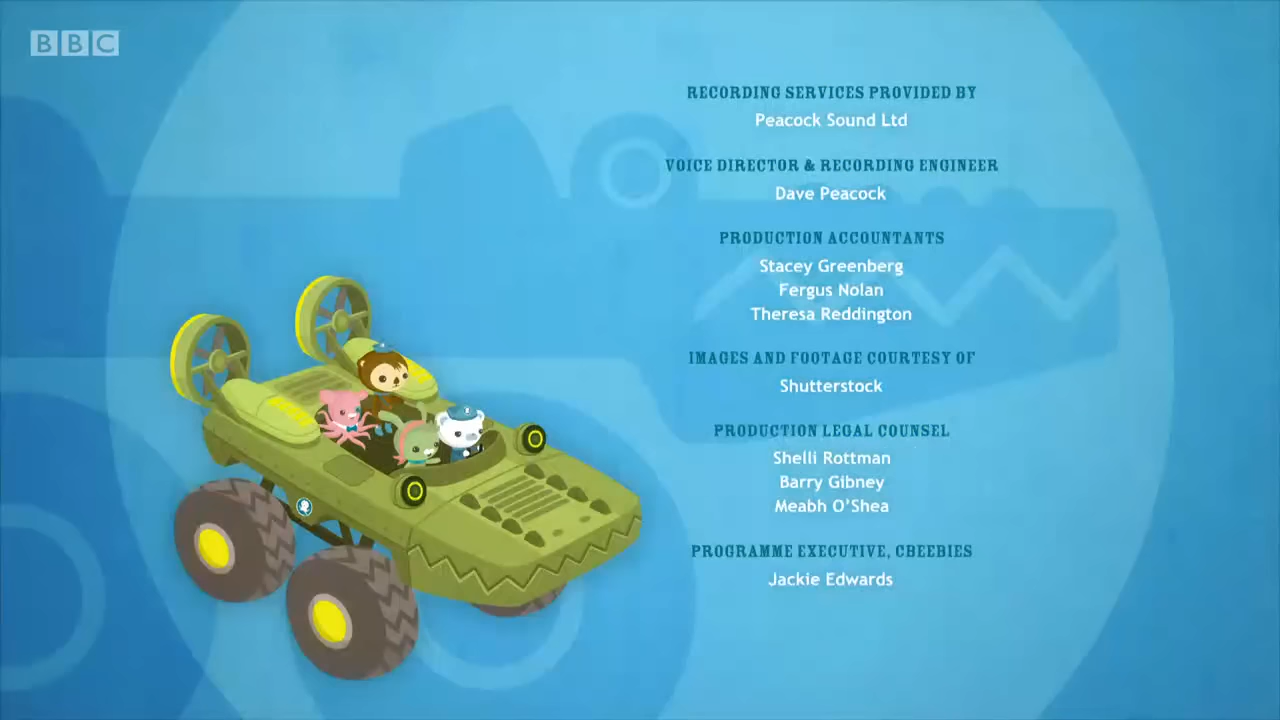 BBC
RECORDING SERVICES PROVIDED BY
Peacock Sound Ltd
VOICE DIRECTOR & RECORDING ENGINEER
Dave Peacock
PRODUCTION ACCOUNTANTS
Stacey Greenberg
Fergus Nolan
Theresa Reddington
IMAGES AND FOOTAGE COURTESY OF
Shutterstock
PRODUCTION LEGAL COUNSEL
Shelli Rottman
Barry Gibney
Meabh O'Shea
PROGRAMME EXECUTIVE, CBEEBIES
Jackie Edwards